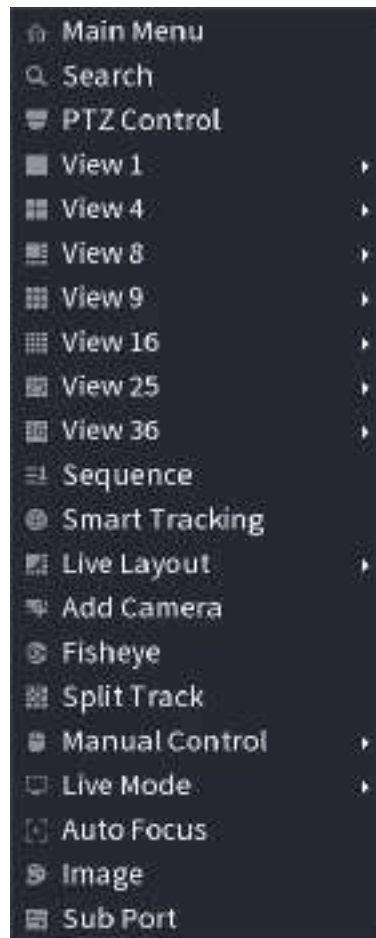 Main Menu
Search
PTZ Control
View 1
View 4
View 8
View 9
View 16
View 25
View 36
Sequence
Smart Tracking
Live Layout
Add Camera
Fisheye
Split Track
Manual Control
Live Mode
Auto Focus
Image
Sub Port